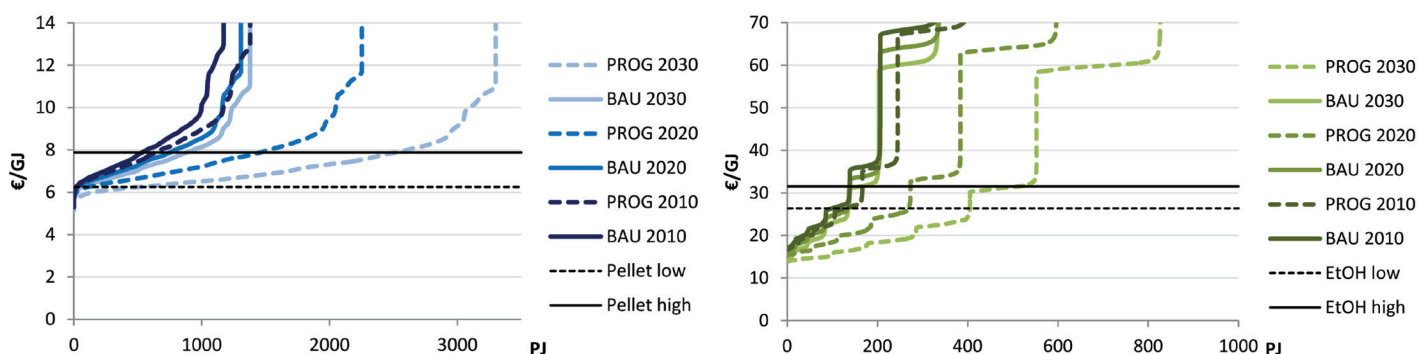 €/GJ
14
12
10
8
6
4
2
0
0
1000
2000
3000
PJ
PROG 2030
BAU 2030
PROG 2020
BAU 2020
PROG 2010
BAU 2010
Pellet low
Pellet high
€/GJ
70
60
50
40
30
20
10
0
0
200
400
600
800
1000
PJ
PROG 2030
BAU 2030
PROG 2020
BAU 2020
PROG 2010
BAU 2010
EtOH low
EtOH high